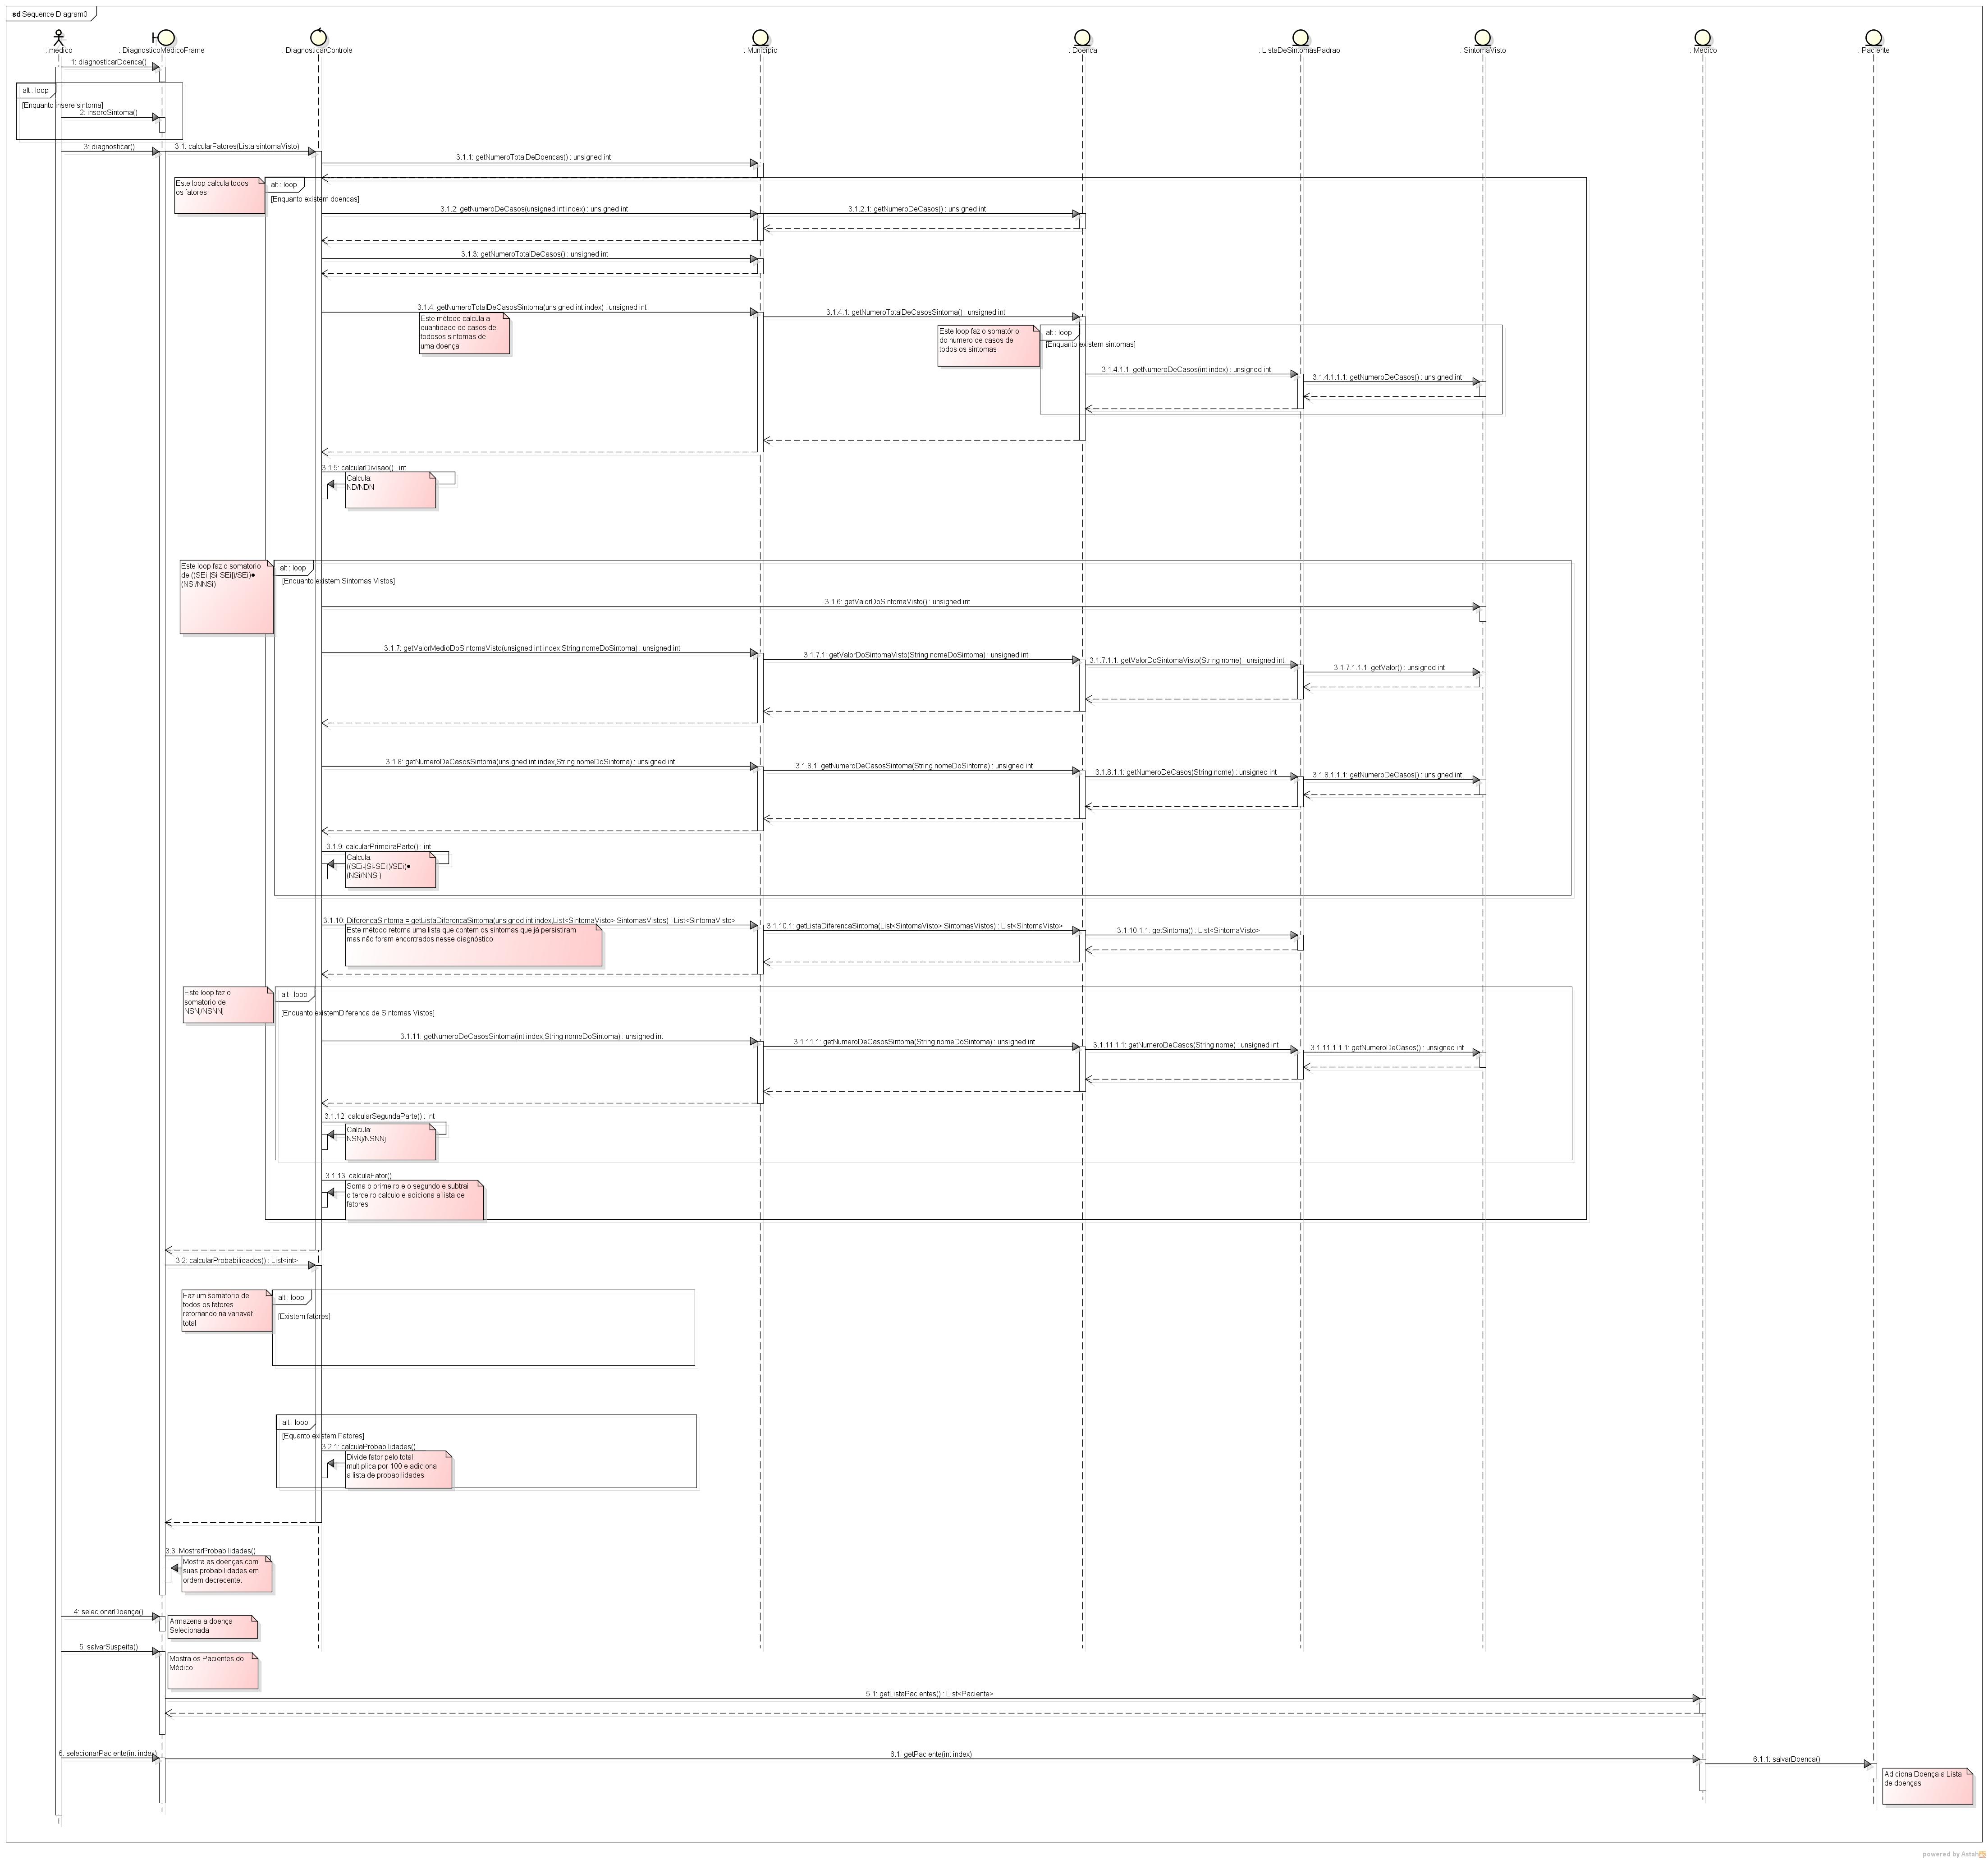 sd Sequence Diagram0
: medico
: DiagnosticoMedicoFrame
: DiagnosticarControle
: Municipio
: Doenca
: ListaDeSintomasPadrao
: SintomaVisto
: Medico
: Paciente
1: diagnosticarDoenca()
alt : loop
[Enquanto insere sintoma]
2: insereSintoma()
3: diagnosticar()
3.1: calcularFatores(Lista sintomaVisto)
3.1.1: getNumeroTotalDeDoencas() : unsigned int
Este loop calcula todos
os fatores.
alt : loop
[Enquanto existem doencas]
3.1.2: getNumeroDeCasos(unsigned int index) : unsigned int
3.1.2.1: getNumeroDeCasos() : unsigned int
3.1.3: getNumeroTotalDeCasos() : unsigned int
3.1.4: getNumeroTotalDeCasosSintoma(unsigned int index) : unsigned int
3.1.4.1: getNumeroTotalDeCasosSintoma() : unsigned int
Este método calcula a
quantidade de casos de
todosos sintomas de
uma doença
Este loop faz o somatório
do numero de casos de
todos os sintomas
alt : loop
[Enquanto existem sintomas]
3.1.4.1.1: getNumeroDeCasos(int index) : unsigned int
3.1.4.1.1.1: getNumeroDeCasos() : unsigned int
3.1.5: calcularDivisao() : int
Calcula:
ND/NDN
Este loop faz o somatorio
de ((SEi-|Si-SEi|)/SEi)●
(NSi/NNSi)
alt : loop
[Enquanto existem Sintomas Vistos]
3.1.6: getValorDoSintomaVisto() : unsigned int
3.1.7: getValorMedioDoSintomaVisto(unsigned int index,String nomeDoSintoma) : unsigned int
3.1.7.1: getValorDoSintomaVisto(String nomeDoSintoma) : unsigned int
3.1.7.1.1: getValorDoSintomaVisto(String nome) : unsigned int
3.1.7.1.1.1: getValor() : unsigned int
3.1.8: getNumeroDeCasosSintoma(unsigned int index,String nomeDoSintoma) : unsigned int
3.1.8.1: getNumeroDeCasosSintoma(String nomeDoSintoma) : unsigned int
3.1.8.1.1: getNumeroDeCasos(String nome) : unsigned int
3.1.8.1.1.1: getNumeroDeCasos() : unsigned int
3.1.9: calcularPrimeiraParte() : int
Calcula:
((SEi-|Si-SEi|)/SEi)●
(NSi/NNSi)
3.1.10: DiferencaSintoma = getListaDiferencaSintoma(unsigned int index,List<SintomaVisto> SintomasVistos) : List<SintomaVisto>
Este método retorna uma lista que contem os sintomas que já persistiram
mas não foram encontrados nesse diagnóstico
3.1.10.1: getListaDiferencaSintoma(List<SintomaVisto> SintomasVistos) : List<SintomaVisto>
3.1.10.1.1: getSintoma() : List<SintomaVisto>
Este loop faz o
somatorio de
NSNj/NSNNj
alt : loop
[Enquanto existemDiferenca de Sintomas Vistos]
3.1.11: getNumeroDeCasosSintoma(int index,String nomeDoSintoma) : unsigned int
3.1.11.1: getNumeroDeCasosSintoma(String nomeDoSintoma) : unsigned int
3.1.11.1.1: getNumeroDeCasos(String nome) : unsigned int
3.1.11.1.1.1: getNumeroDeCasos() : unsigned int
3.1.12: calcularSegundaParte() : int
Calcula:
NSNj/NSNNj
3.1.13: calculaFator()
Soma o primeiro e o segundo e subtrai
o terceiro calculo e adiciona a lista de
fatores
3.2: calcularProbabilidades() : List<int>
Faz um somatorio de
todos os fatores
retornando na variavel:
total
alt : loop
[Existem fatores]
alt : loop
[Equanto existem Fatores]
3.2.1: calculaProbabilidades()
Divide fator pelo total
multiplica por 100 e adiciona
a lista de probabilidades
3.3: MostrarProbabilidades()
Mostra as doenças com
suas probabilidades em
ordem decrecente.
4: selecionarDoença()
Armazena a doença
Selecionada
5: salvarSuspeita()
Mostra os Pacientes do
Médico
5.1: getListaPacientes() : List<Paciente>
6: selecionarPaciente(int index)
6.1: getPaciente(int index)
6.1.1: salvarDoenca()
Adiciona Doença a Lista
de doenças
powered by Astah